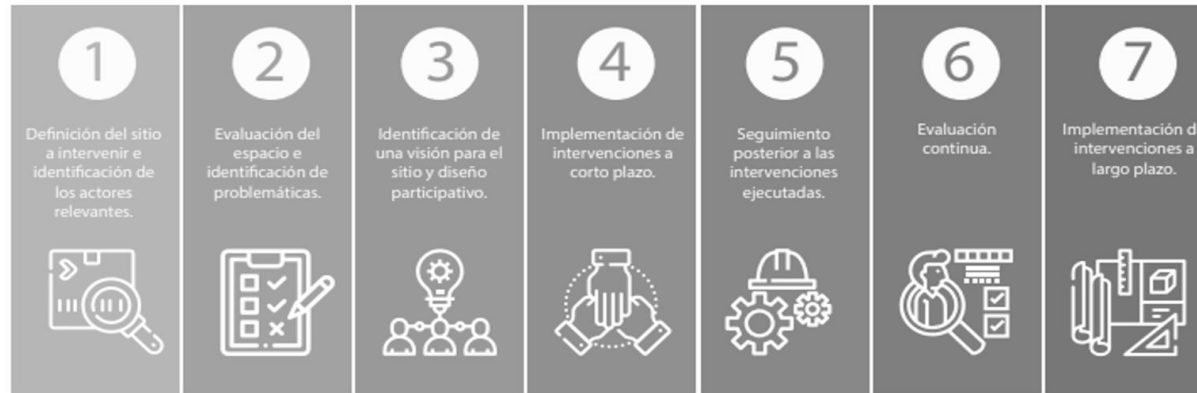 1
Definición del sitio
a intervenir e
identificación de
los actores
relevantes.
2
Evaluación del
espacio e
identificación de
problemáticas.
3
Identificación de
una visión para el
sitio y diseño
participativo.
4
Implementación de
intervenciones a
corto plazo.
5
Seguimiento
posterior a las
intervenciones
ejecutadas.
6
Evaluación
continua.
7
Implementación d
intervenciones a
largo plazo.